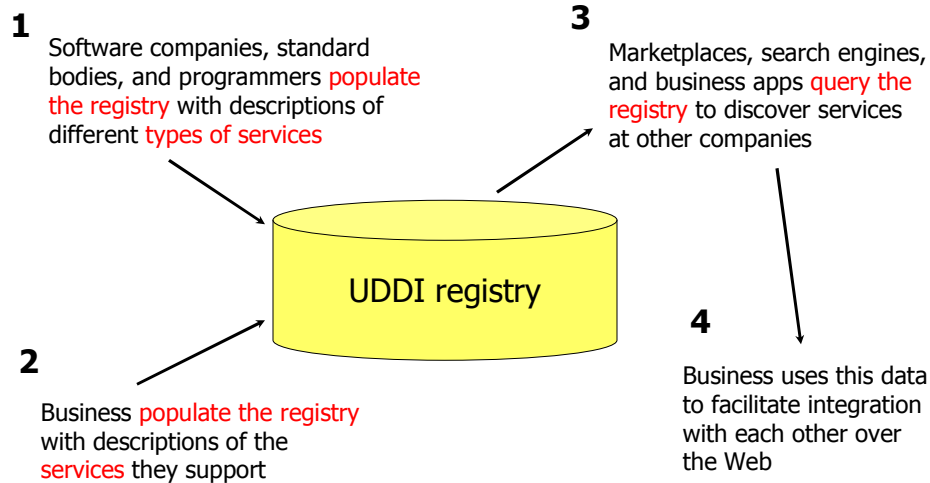 1
Software companies, standard
bodies, and programmers populate
the registry with descriptions of
different types of services
3
Marketplaces, search engines,
and business apps query the
registry to discover services
at other companies
UDDI registry
2
Business populate the registry
with descriptions of the
services they support
4
Business uses this data
to facilitate integration
with each other over
the Web